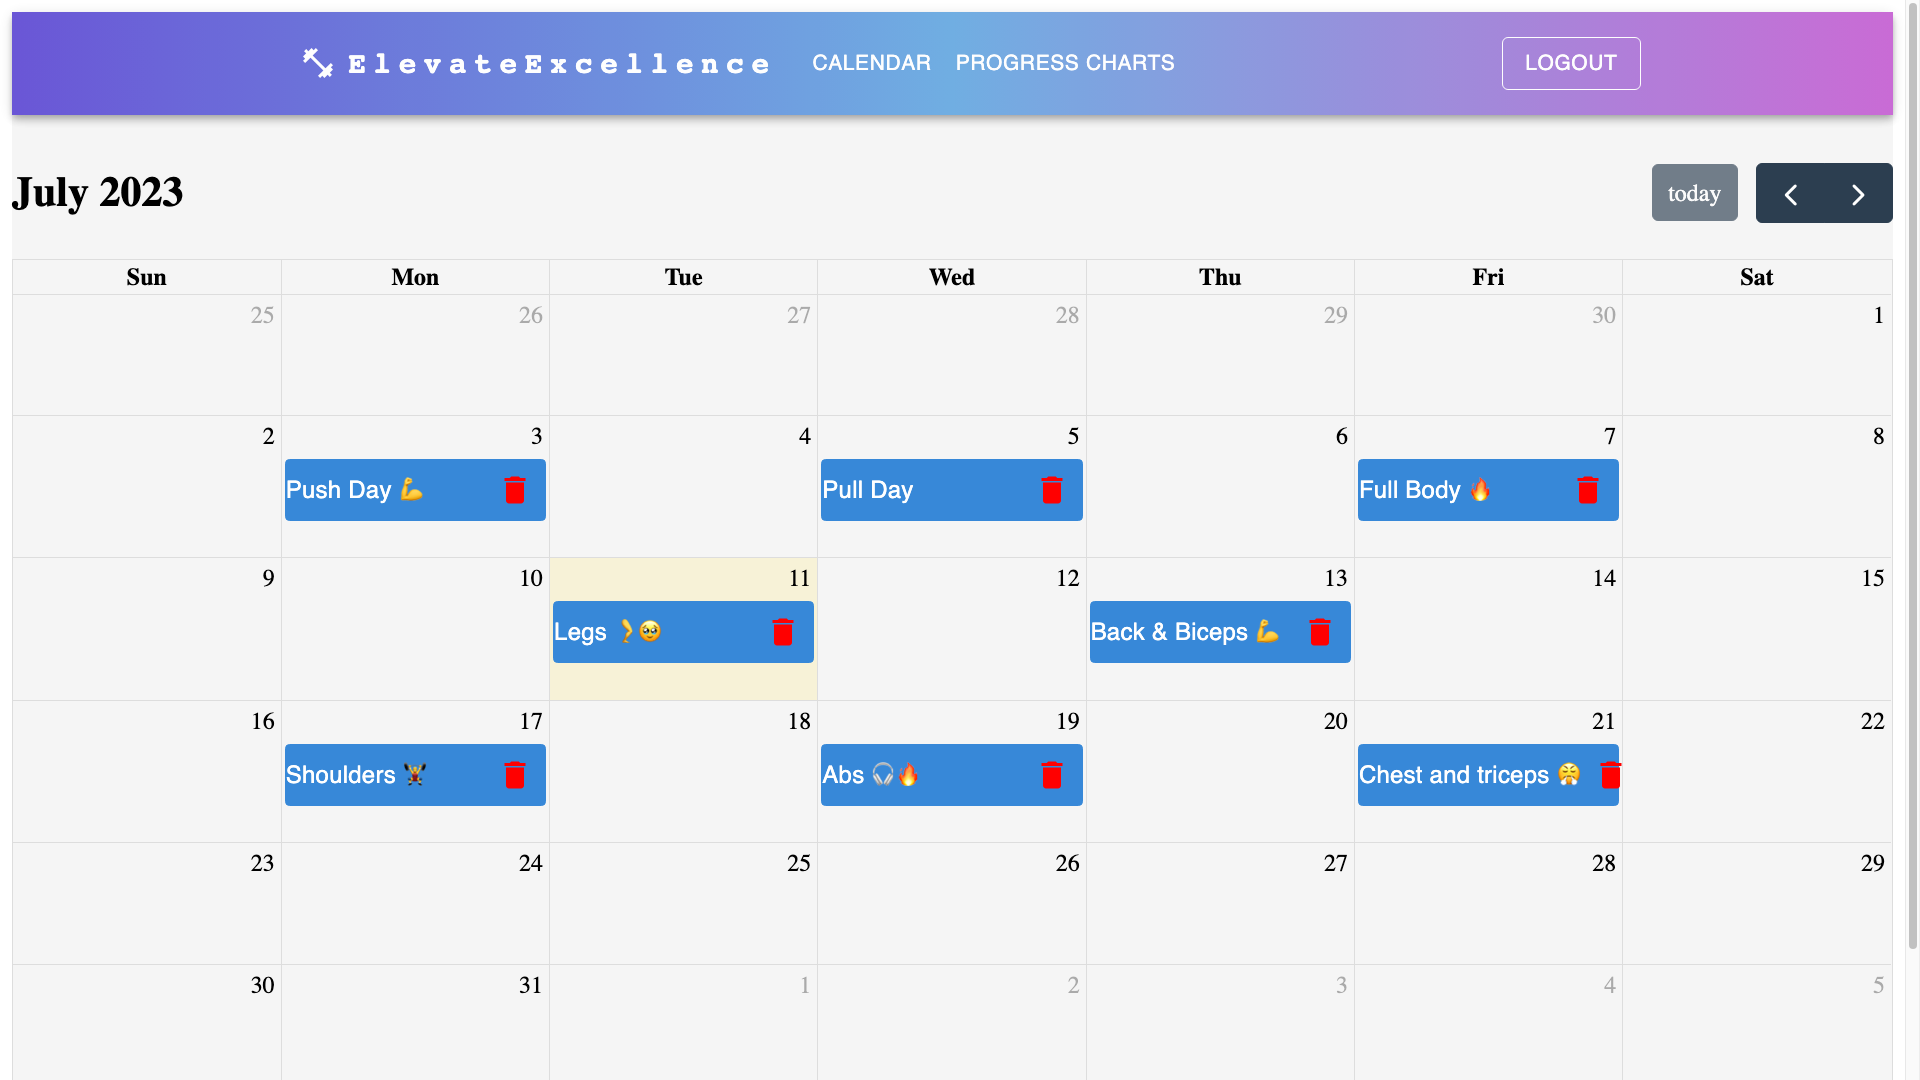 ElevateExcellence CALENDAR PROGRESS CHARTS LOGOUT
July 2023 today
Sun Mon Tue Wed Thu Fri Sat
25 26 27 28 29 30 1
2 3 4 5 6 7 8
Push Day 💪 Pull Day Full Body 🔥
9 10 11 12 13 14 15
Legs 🦵🥹 Back & Biceps 💪
16 17 18 19 20 21 22
Shoulders 🏋️ Abs 🎧🔥 Chest and triceps 😤
23 24 25 26 27 28 29
30 31 1 2 3 4 5